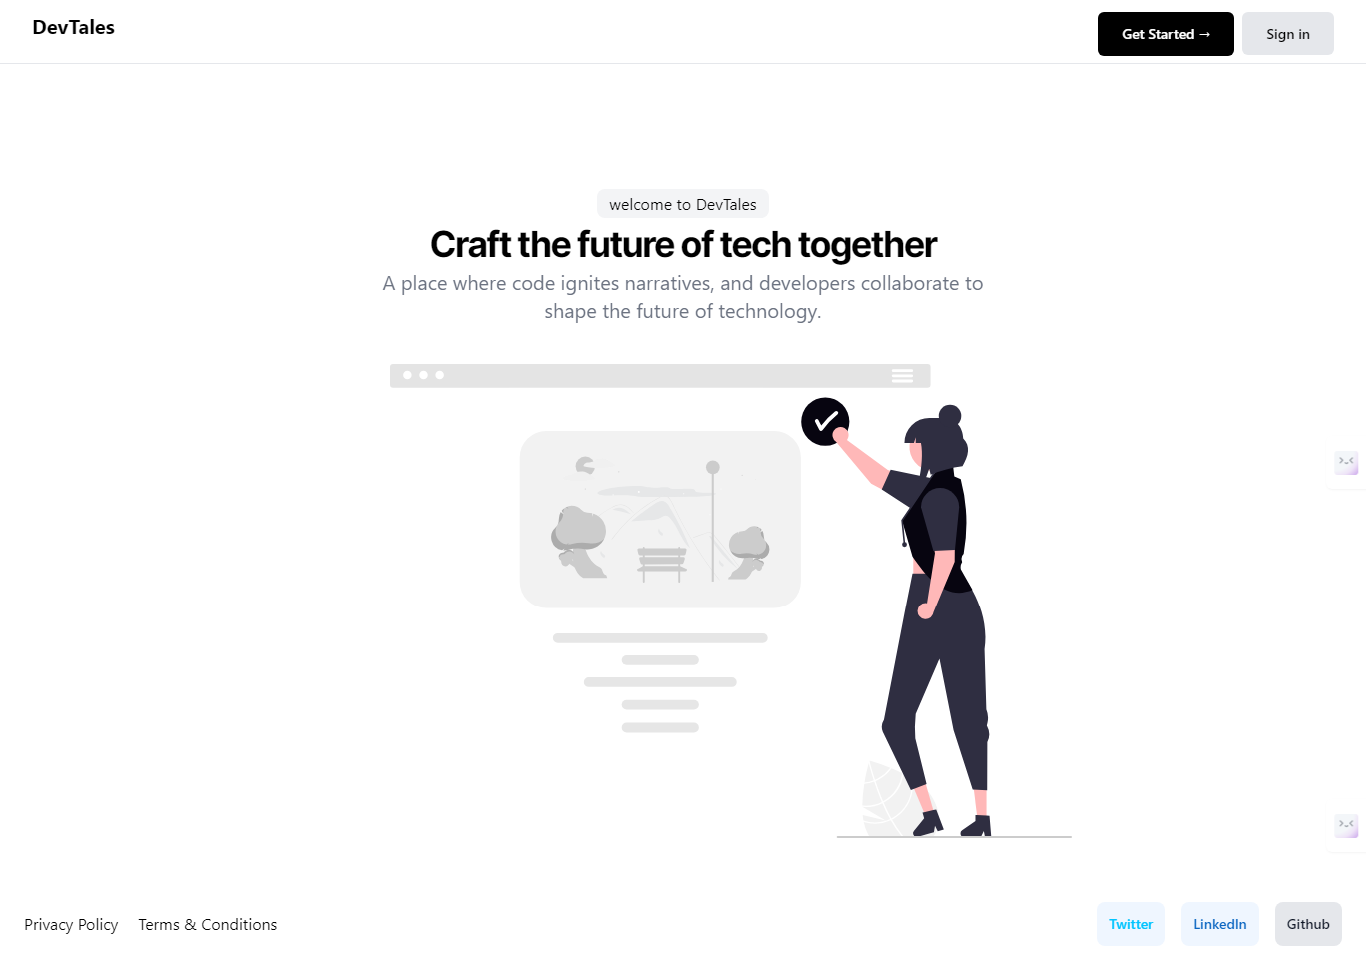 DevTales
Get Started →
Sign in
welcome to DevTales
Craft the future of tech together
A place where code ignites narratives, and developers collaborate to
shape the future of technology.
Privacy Policy
Terms & Conditions
Twitter
LinkedIn
Github